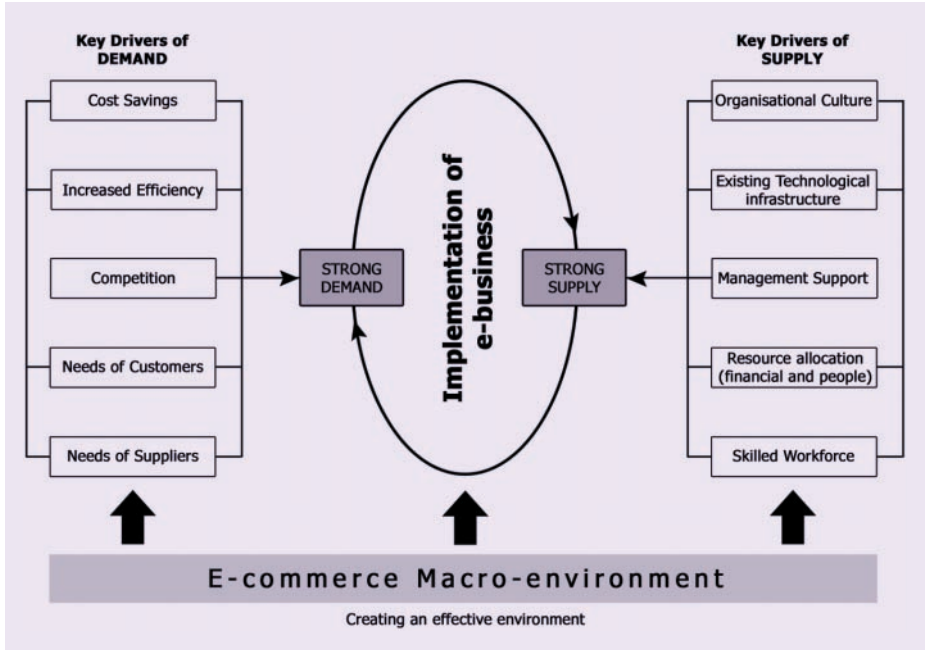 Key Drivers of
DEMAND
Cost Savings
Increased Efficiency
Competition
Needs of Customers
Needs of Suppliers
STRONG
DEMAND
Implementation of
e-business
STRONG
SUPPLY
Key Drivers of
SUPPLY
Organisational Culture
Existing Technological
infrastructure
Management Support
Resource allocation
(financial and people)
Skilled Workforce
E-commerce Macro-environment
Creating an effective environment